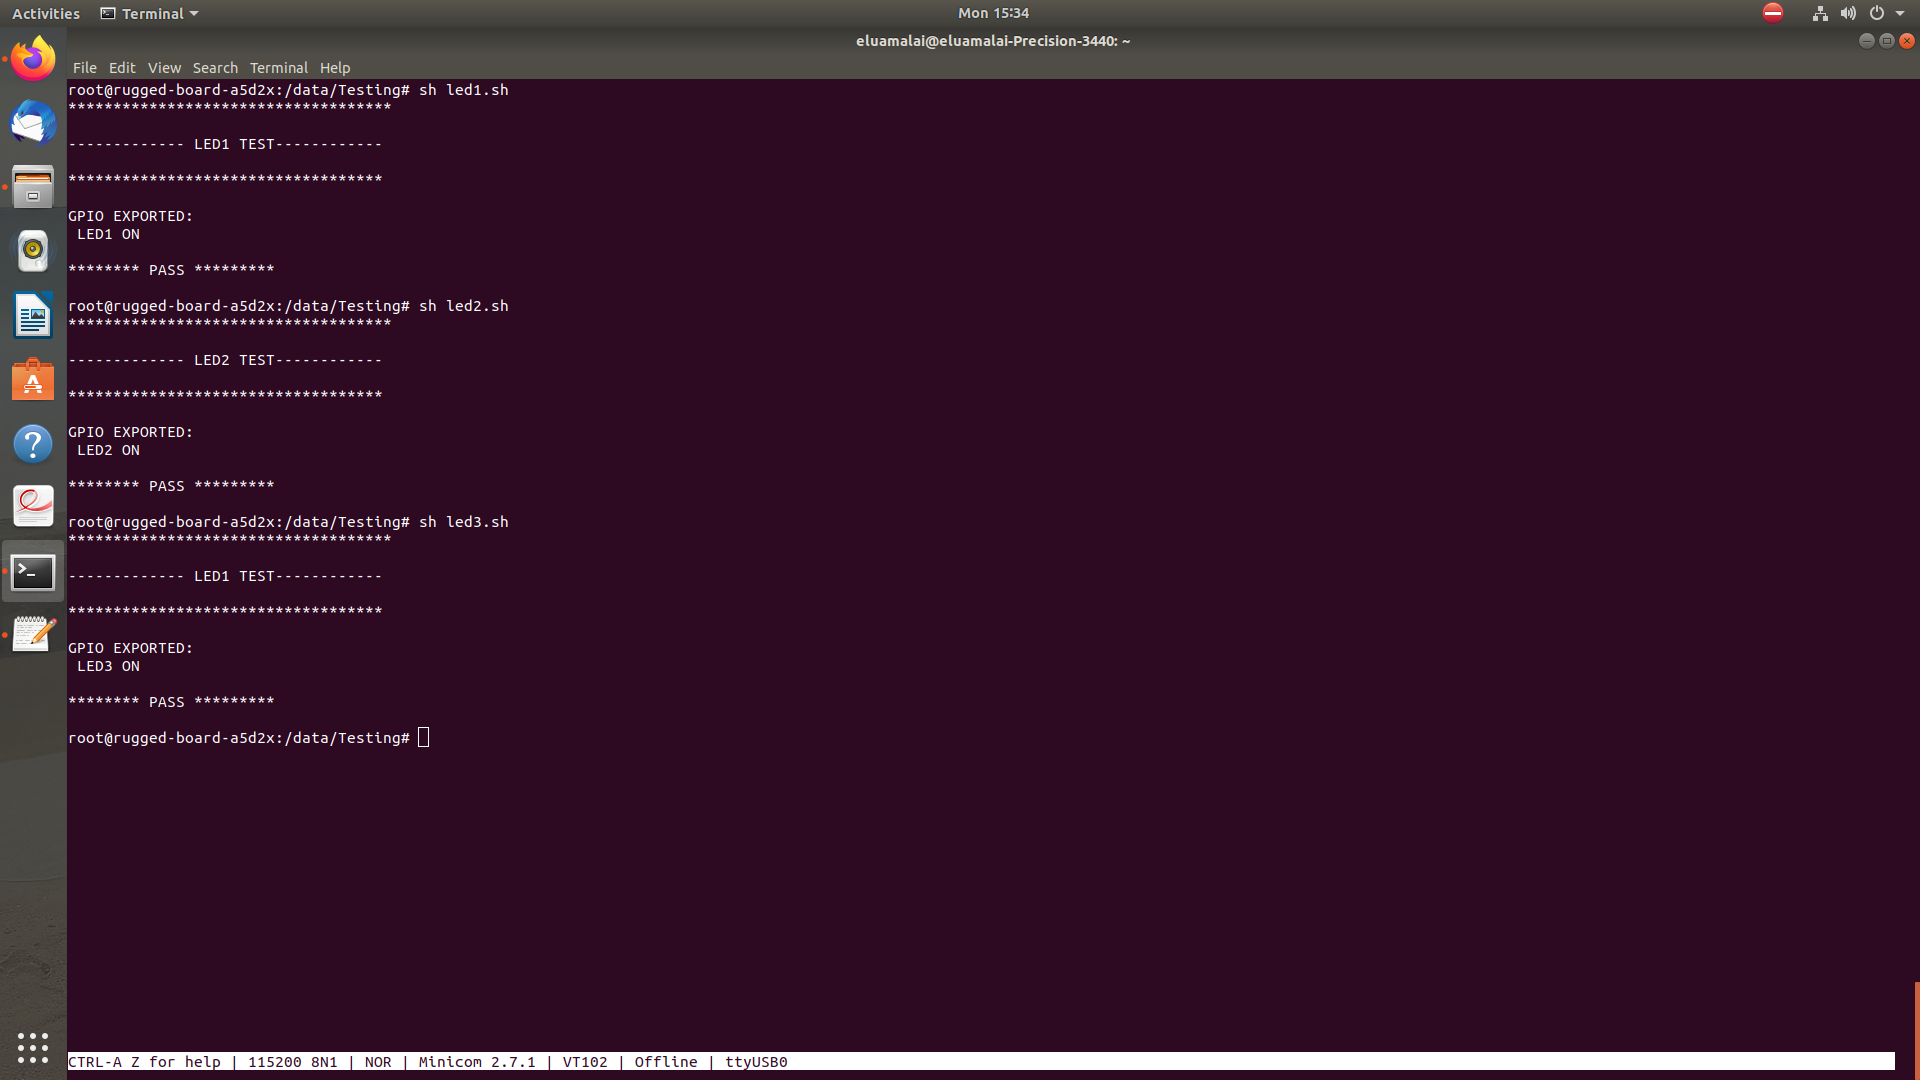 Activities Terminal Mon 15:34
eluamalai@eluamalai-Precision-3440: ~
File Edit View Search Terminal Help
root@rugged-board-a5d2x:/data/Testing# sh led1.sh
************************************
------------- LED1 TEST------------
***********************************
GPIO EXPORTED:
LED1 ON
******** PASS *********
root@rugged-board-a5d2x:/data/Testing# sh led2.sh
************************************
------------- LED2 TEST------------
***********************************
GPIO EXPORTED:
LED2 ON
******** PASS *********
root@rugged-board-a5d2x:/data/Testing# sh led3.sh
************************************
------------- LED1 TEST------------
***********************************
GPIO EXPORTED:
LED3 ON
******** PASS *********
root@rugged-board-a5d2x:/data/Testing#
CTRL-A Z for help | 115200 8N1 | NOR | Minicom 2.7.1 | VT102 | Offline | ttyUSB0